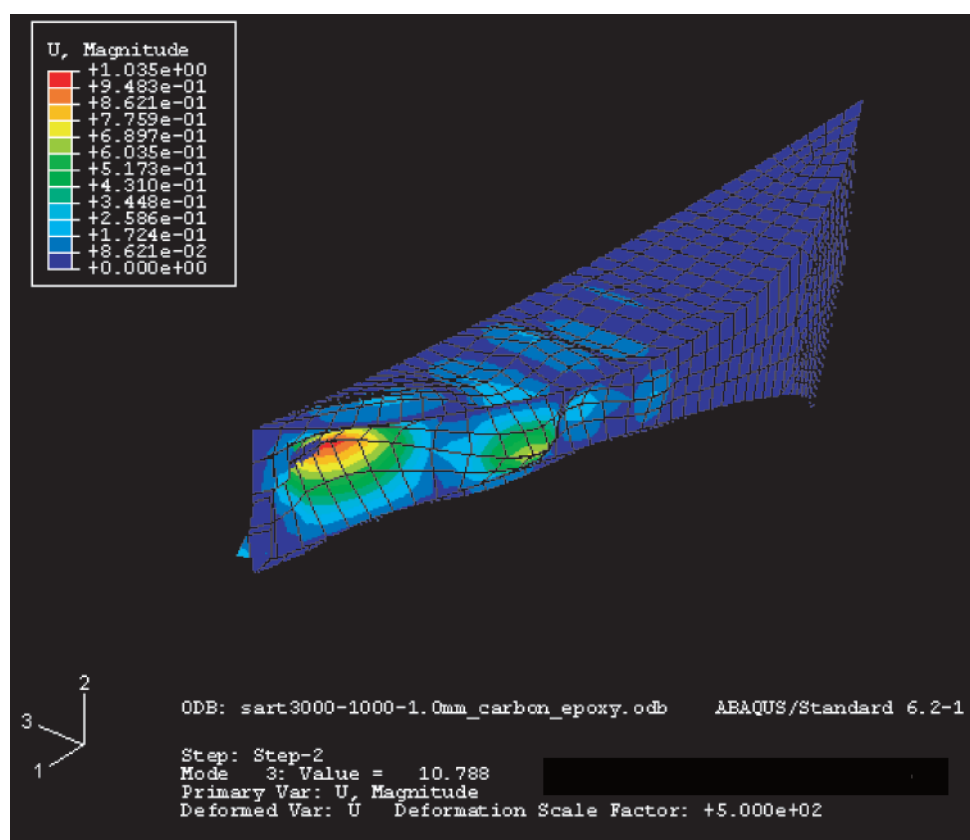 U, Magnitude
+1.035e+00
+9.483e-01
+8.621e-01
+7.759e-01
+6.897e-01
+6.035e-01
+5.173e-01
+4.310e-01
+3.448e-01
+2.586e-01
+1.724e-01
+8.621e-02
+0.000e+00
2
3
1
ODB: sart3000-1000-1.0mm_carbon_epoxy.odb ABAQUS/Standard 6.2-1
Step: Step-2
Mode 3: Value = 10.788
Primary Var: U, Magnitude
Deformed Var: U Deformation Scale Factor: +5.000e+02